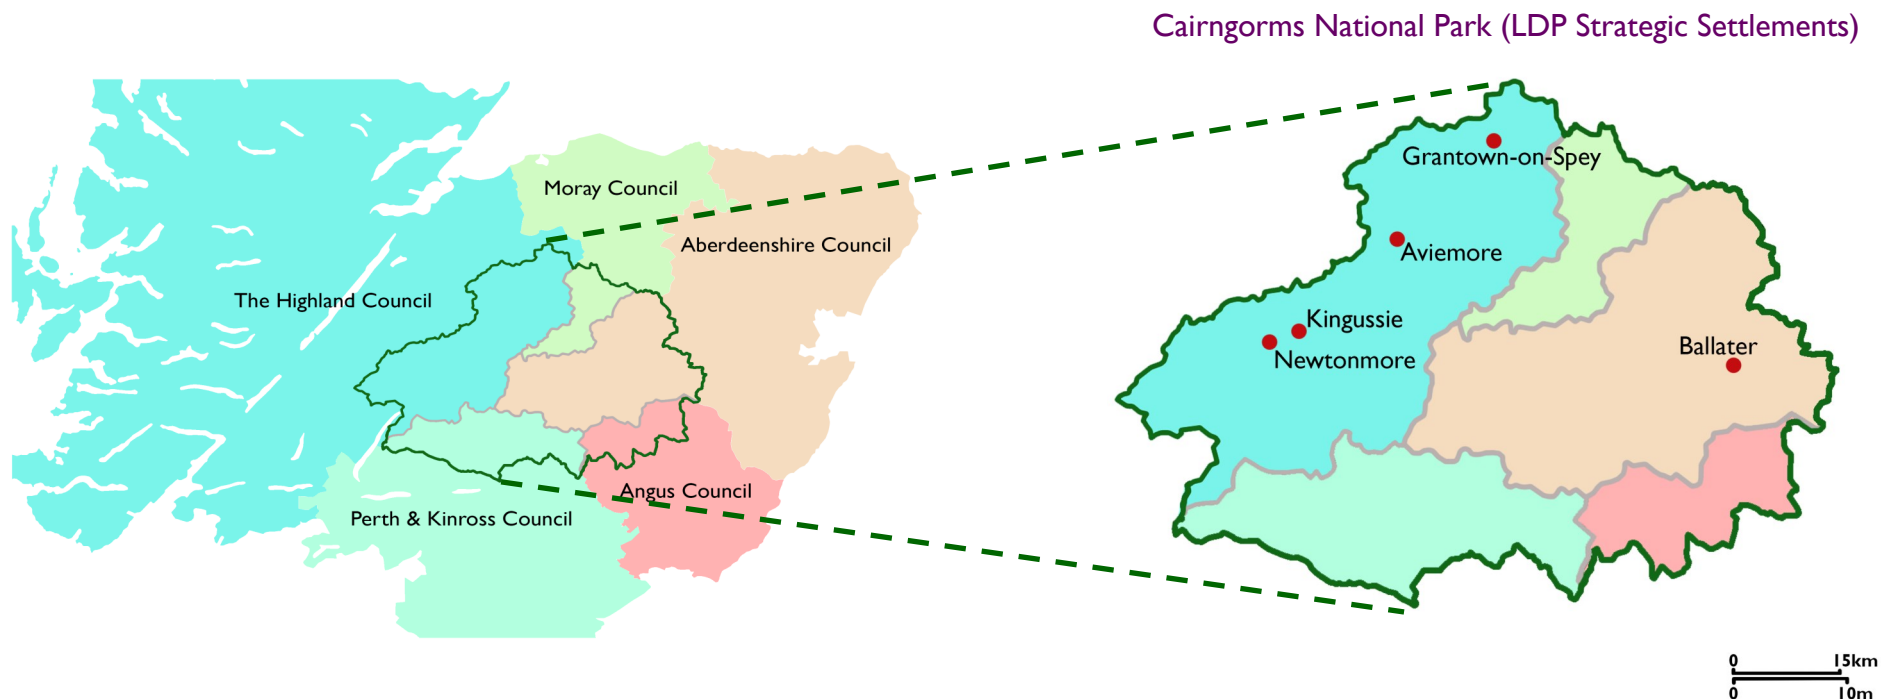 Cairngorms National Park (LDP Strategic Settlements)
Moray Council
Aberdeenshire Council
The Highland Council
Angus Council
Perth & Kinross Council
Grantown-on-Spey
Aviemore
Kingussie
Newtonmore
Ballater
0 15km
0 10m